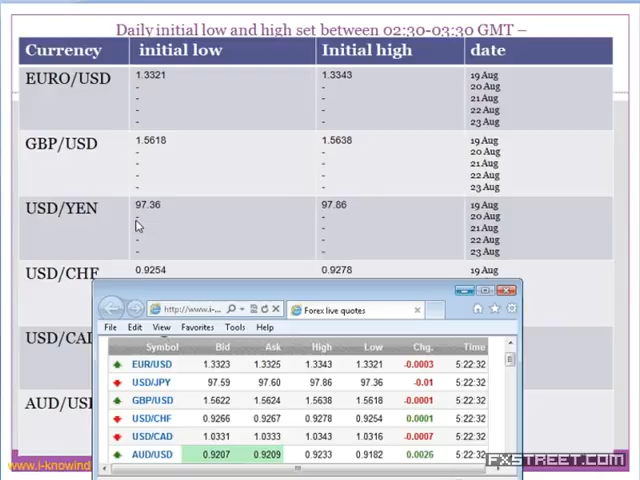 Daily initial low and high set between 02:30-03:30 GMT –
Currency initial low Initial high date
EURO/USD 1.3321 1.3343 19 Aug
- - 20 Aug
- - 21 Aug
- - 22 Aug
- - 23 Aug
GBP/USD 1.5618 1.5638 19 Aug
- - 20 Aug
- - 21 Aug
- - 22 Aug
- - 23 Aug
USD/YEN 97.36 97.86 19 Aug
- - 20 Aug
- - 21 Aug
- - 22 Aug
- - 23 Aug
USD/CHF 0.9254 0.9278 19 Aug
USD/CA
AUD/US
http://www.i-
Forex live quotes
File Edit View Favorites Tools Help
Symbol Bid Ask High Low Chg. Time
EUR/USD 1.3323 1.3325 1.3343 1.3321 -0.0003 5:22:32
USD/JPY 97.59 97.60 97.86 97.36 -0.01 5:22:32
GBP/USD 1.5622 1.5624 1.5638 1.5618 -0.0001 5:22:32
USD/CHF 0.9266 0.9267 0.9278 0.9254 0.0001 5:22:32
USD/CAD 1.0331 1.0333 1.0343 1.0316 -0.0007 5:22:32
AUD/USD 0.9207 0.9209 0.9233 0.9182 0.0026 5:22:32
www.i-knowind
FXSTREET.COM